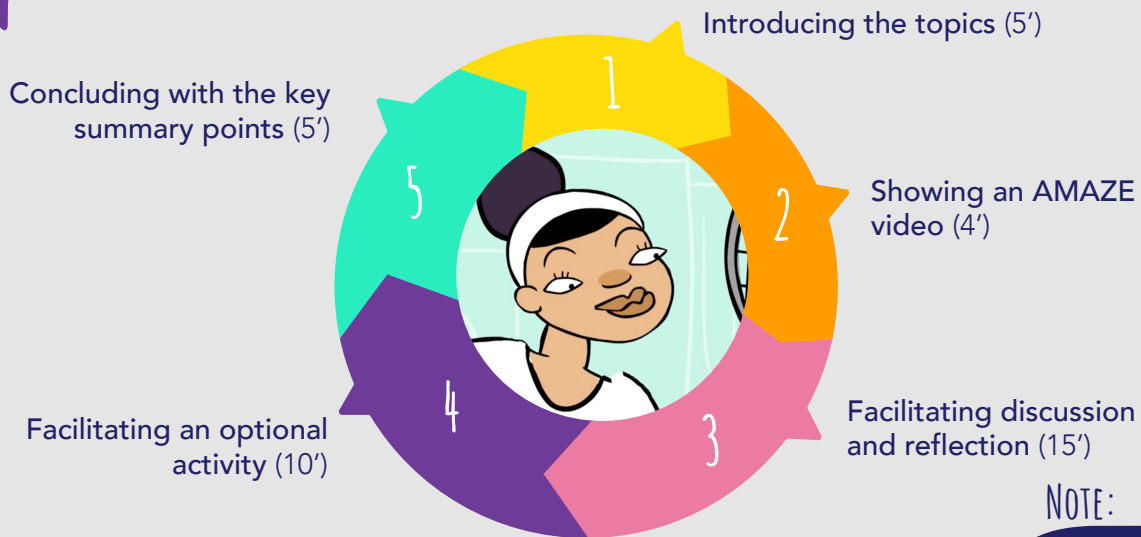 1
Introducing the topics (5’)
2
Showing an AMAZE
video (4’)
3
Facilitating discussion
and reflection (15’)
4
Facilitating an optional
activity (10’)
5
Concluding with the key
summary points (5’)
NOTE: